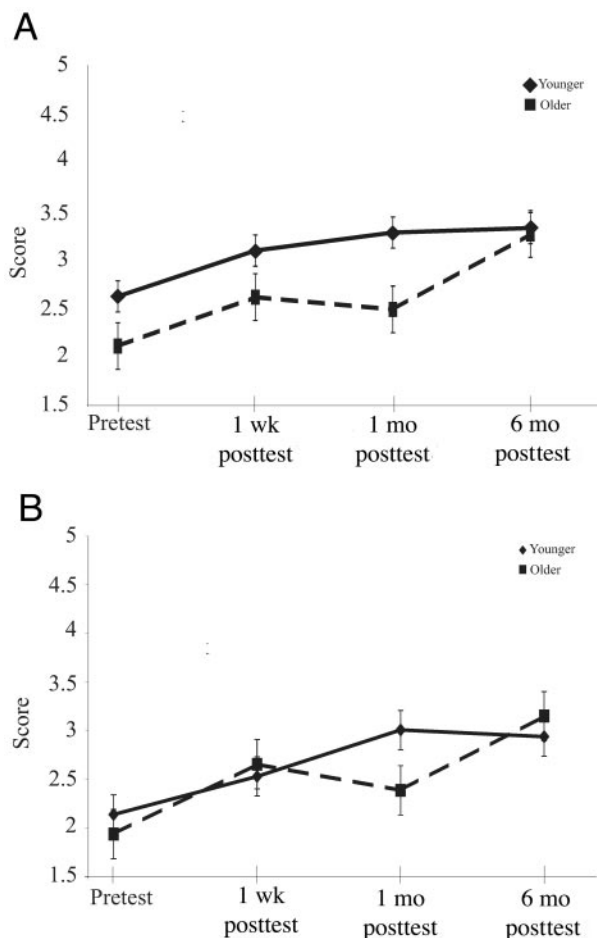 A
5
4.5
4
3.5
3
2.5
2
1.5
Score
Younger
Older
Pretest
1 wk
posttest
1 mo
posttest
6 mo
posttest
B
5
4.5
4
3.5
3
2.5
2
1.5
Score
Younger
Older
Pretest
1 wk
posttest
1 mo
posttest
6 mo
posttest